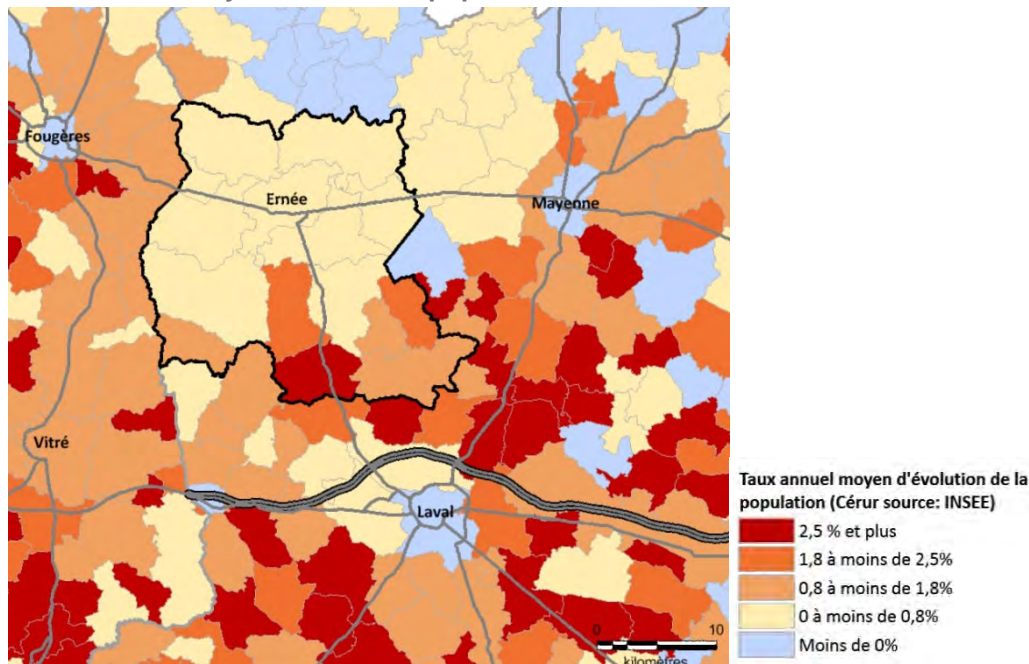 Fougères
Ernée
Mayenne
Vitré
Laval
0 10
kilomètres
Taux annuel moyen d'évolution de la
population (Cérur source: INSEE)
2,5 % et plus
1,8 à moins de 2,5%
0,8 à moins de 1,8%
0 à moins de 0,8%
Moins de 0%